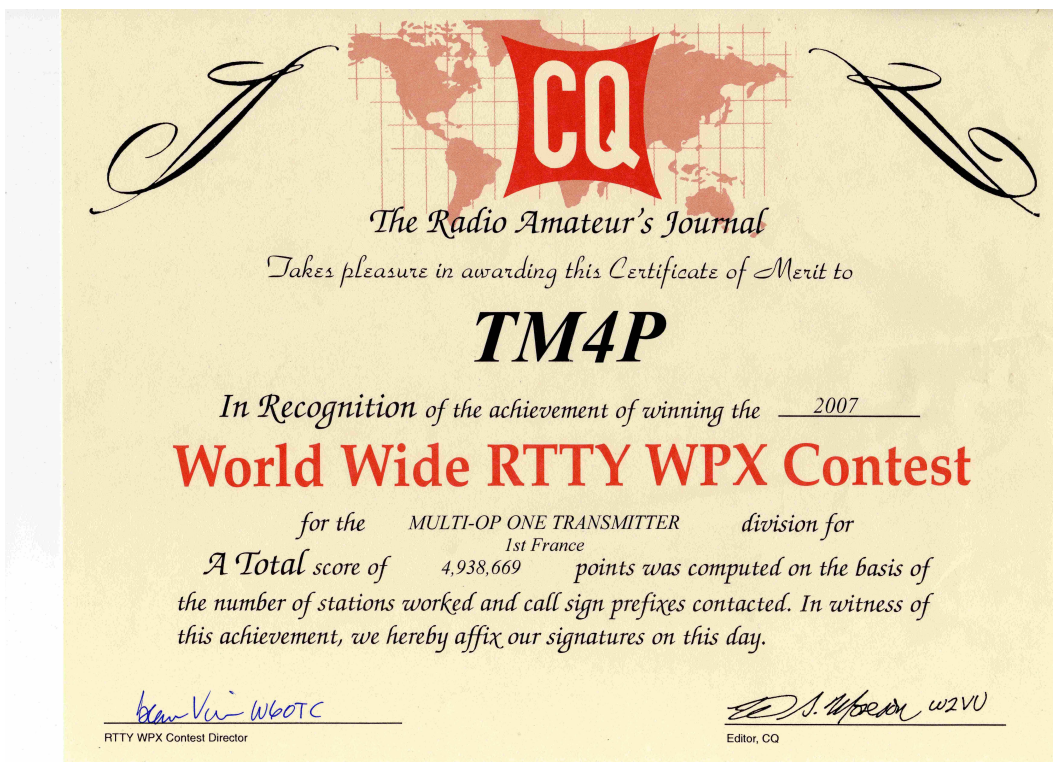 CQ
The Radio Amateur's Journal
Takes pleasure in awarding this Certificate of Merit to
TM4P
In Recognition of the achievement of winning the 2007
World Wide RTTY WPX Contest
for the MULTI-OP ONE TRANSMITTER division for
1st France
A Total score of 4,938,669 points was computed on the basis of
the number of stations worked and call sign prefixes contacted. In witness of
this achievement, we hereby affix our signatures on this day.
W6OTC
W2VU
RTTY WPX Contest Director
Editor, CQ